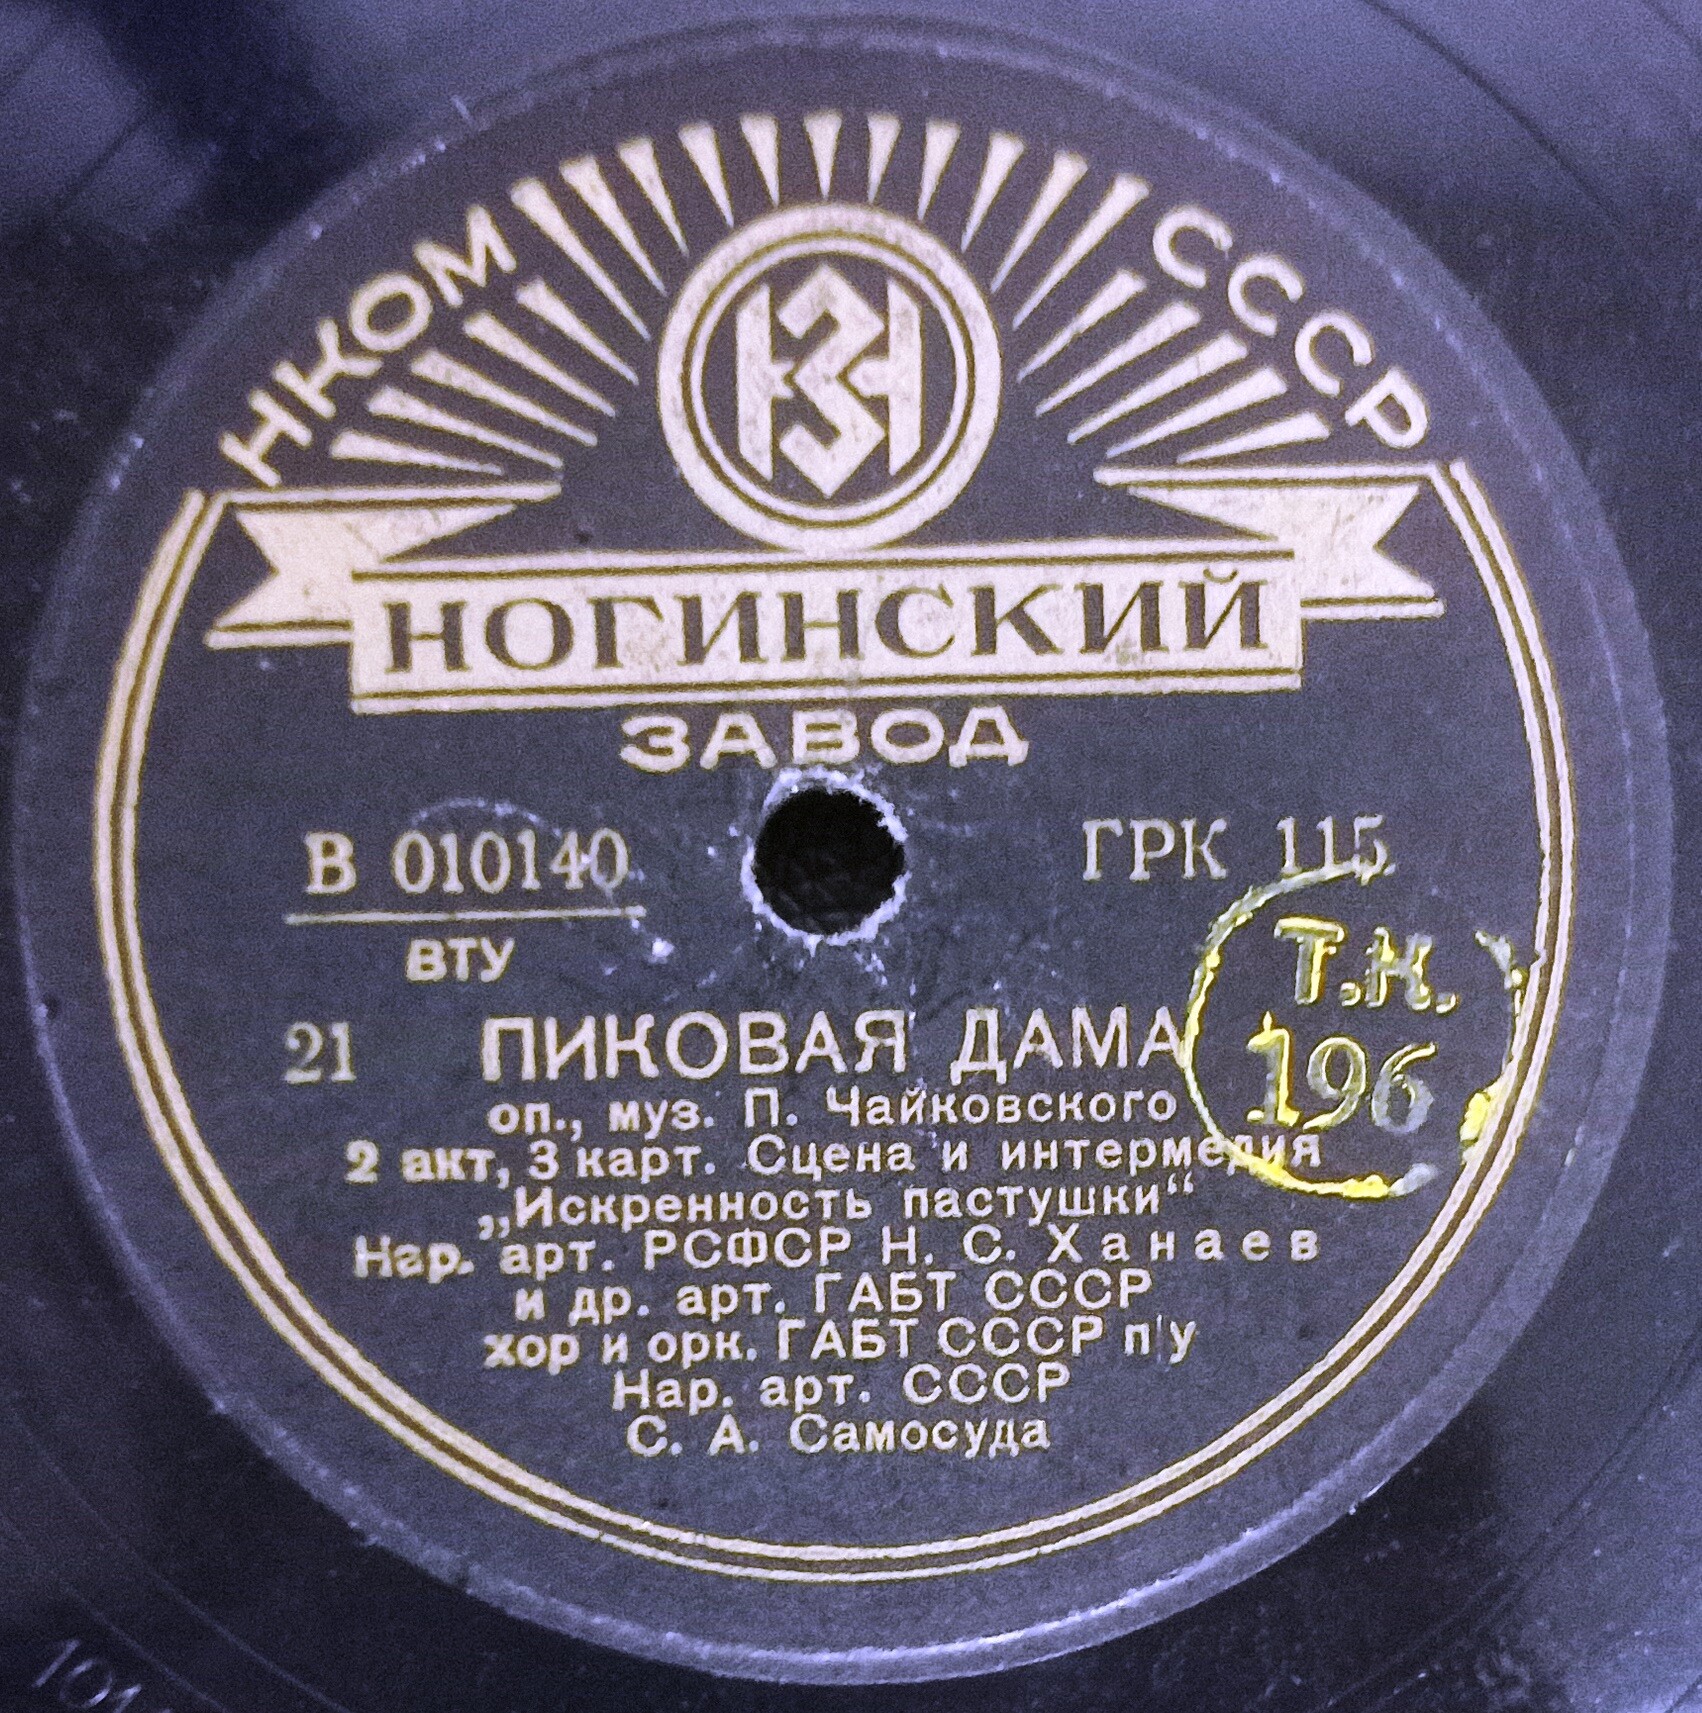 НКОМ СССР
НЗ
НОГИНСКИЙ
ЗАВОД
В 010140 ГРК 115
ВТУ
Т.Н.
196
21 ПИКОВАЯ ДАМА
оп., муз. П. Чайковского
2 акт, 3 карт. Сцена и интермедия
„Искренность пастушки“
Нар. арт. РСФСР Н. С. Ханаев
и др. арт. ГАБТ СССР
хор и орк. ГАБТ СССР п/у
Нар. арт. СССР
С. А. Самосуда